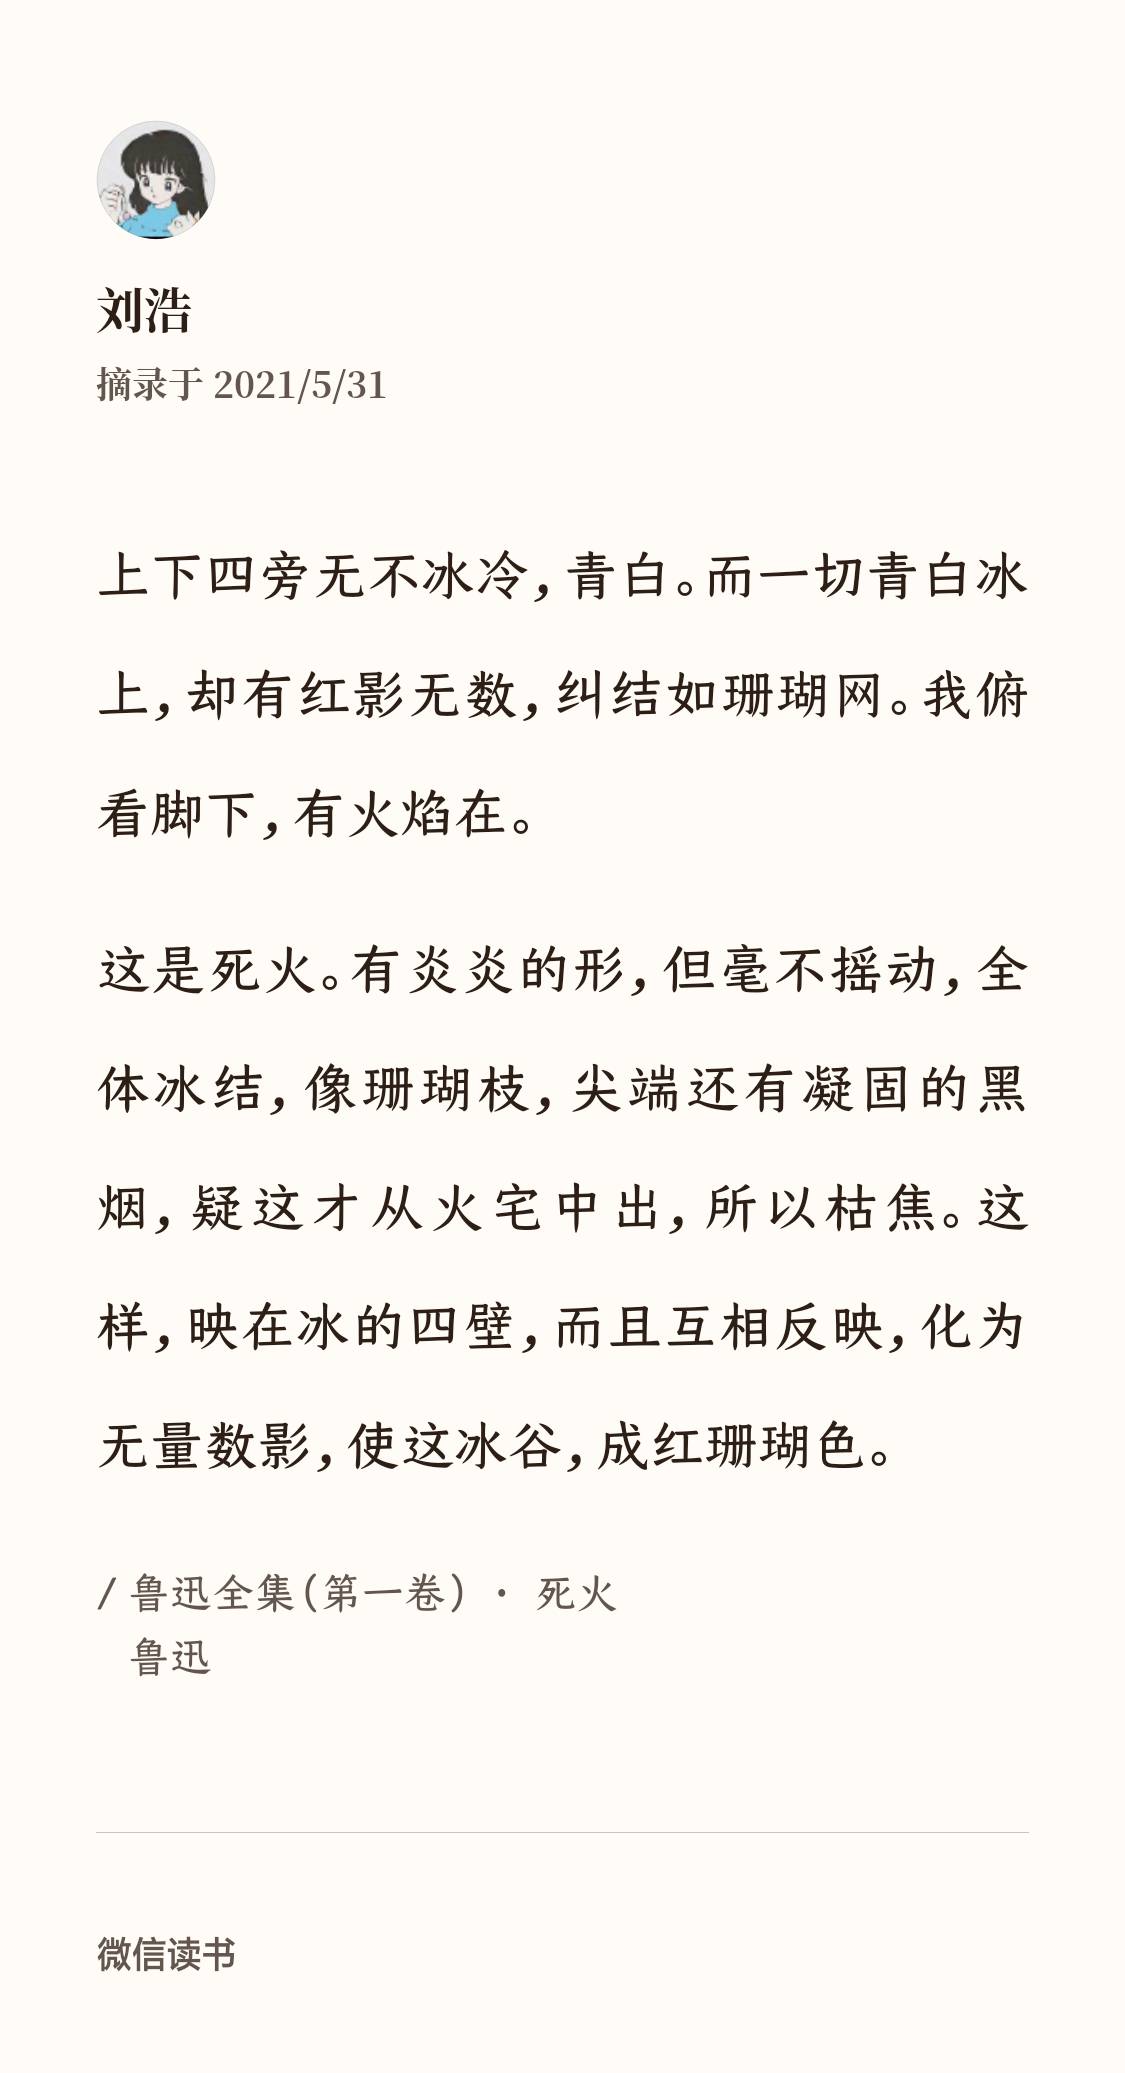 刘浩
摘录于 2021/5/31
上下四旁无不冰冷，青白。而一切青白冰
上，却有红影无数，纠结如珊瑚网。我俯
看脚下，有火焰在。
这是死火。有炎炎的形，但毫不摇动，全
体冰结，像珊瑚枝，尖端还有凝固的黑
烟，疑这才从火宅中出，所以枯焦。这
样，映在冰的四壁，而且互相反映，化为
无量数影，使这冰谷，成红珊瑚色。
/ 鲁迅全集(第一卷) · 死火
鲁迅
微信读书